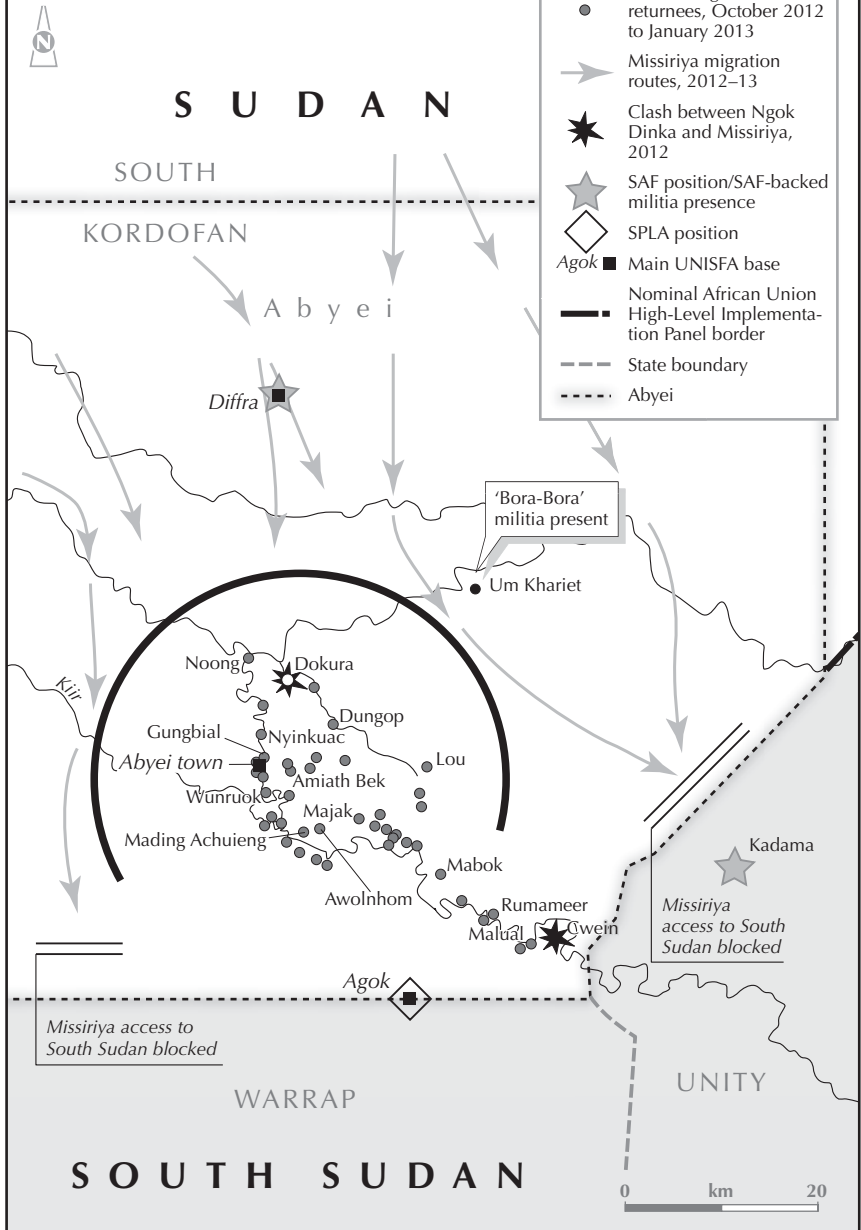 returnees, October 2012
to January 2013
Missiriya migration
routes, 2012–13
Clash between Ngok
Dinka and Missiriya,
2012
SAF position/SAF-backed
militia presence
SPLA position
Agok
Main UNISFA base
Nominal African Union
High-Level Implementa-
tion Panel border
State boundary
Abyei
N
SUDAN
SOUTH
KORDOFAN
Abyei
Diffra
‘Bora-Bora’
militia present
Um Khariet
Noong
Dokura
Kiir
Dungop
Gungbial
Nyinkuac
Abyei town
Lou
Amiath Bek
Wunruok
Majak
Mading Achuieng
Kadama
Mabok
Awolnhom
Rumameer
Malual
Cwein
Missiriya
access to South
Sudan blocked
Agok
Missiriya access to
South Sudan blocked
UNITY
WARRAP
SOUTH SUDAN
0 km 20